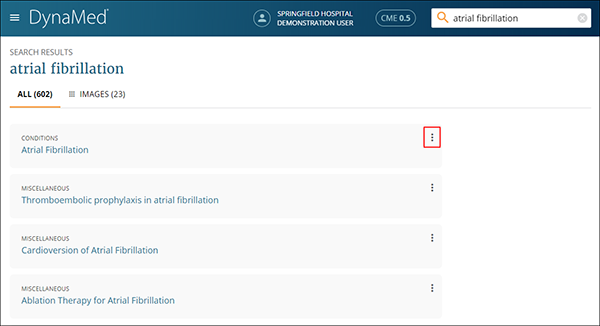 DynaMed®
SPRINGFIELD HOSPITAL
DEMONSTRATION USER
CME 0.5
atrial fibrillation
SEARCH RESULTS
atrial fibrillation
ALL (602)
IMAGES (23)
CONDITIONS
Atrial Fibrillation
MISCELLANEOUS
Thromboembolic prophylaxis in atrial fibrillation
MISCELLANEOUS
Cardioversion of Atrial Fibrillation
MISCELLANEOUS
Ablation Therapy for Atrial Fibrillation